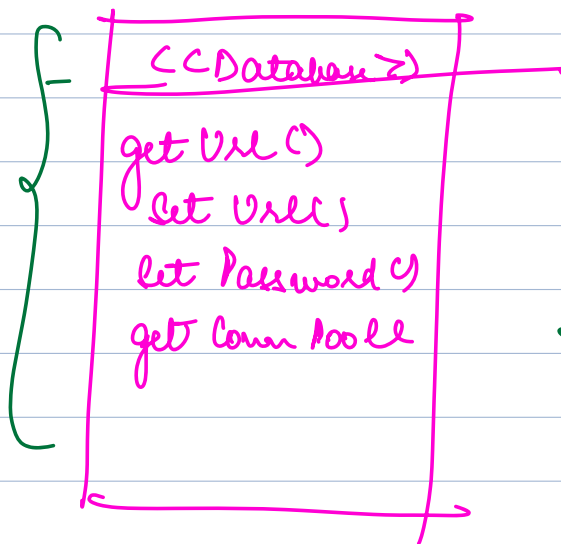 <<Database>>
get Url()
Set Url()
Set Password()
get Conn Pool